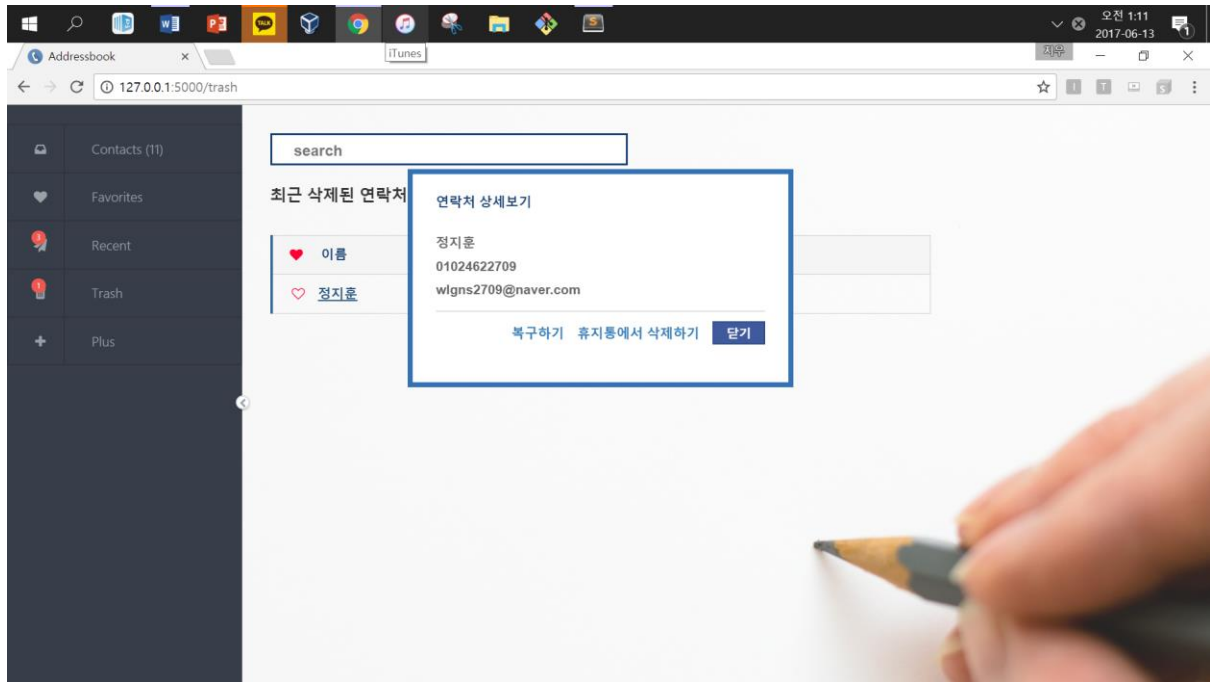 오전 1:11
2017-06-13
1
Addressbook
iTunes
지우
127.0.0.1:5000/trash
Contacts (11)
Favorites
3
Recent
1
Trash
Plus
search
최근 삭제된 연락처
이름
정지훈
연락처 상세보기
정지훈
01024622709
wlgns2709@naver.com
복구하기 휴지통에서 삭제하기 닫기